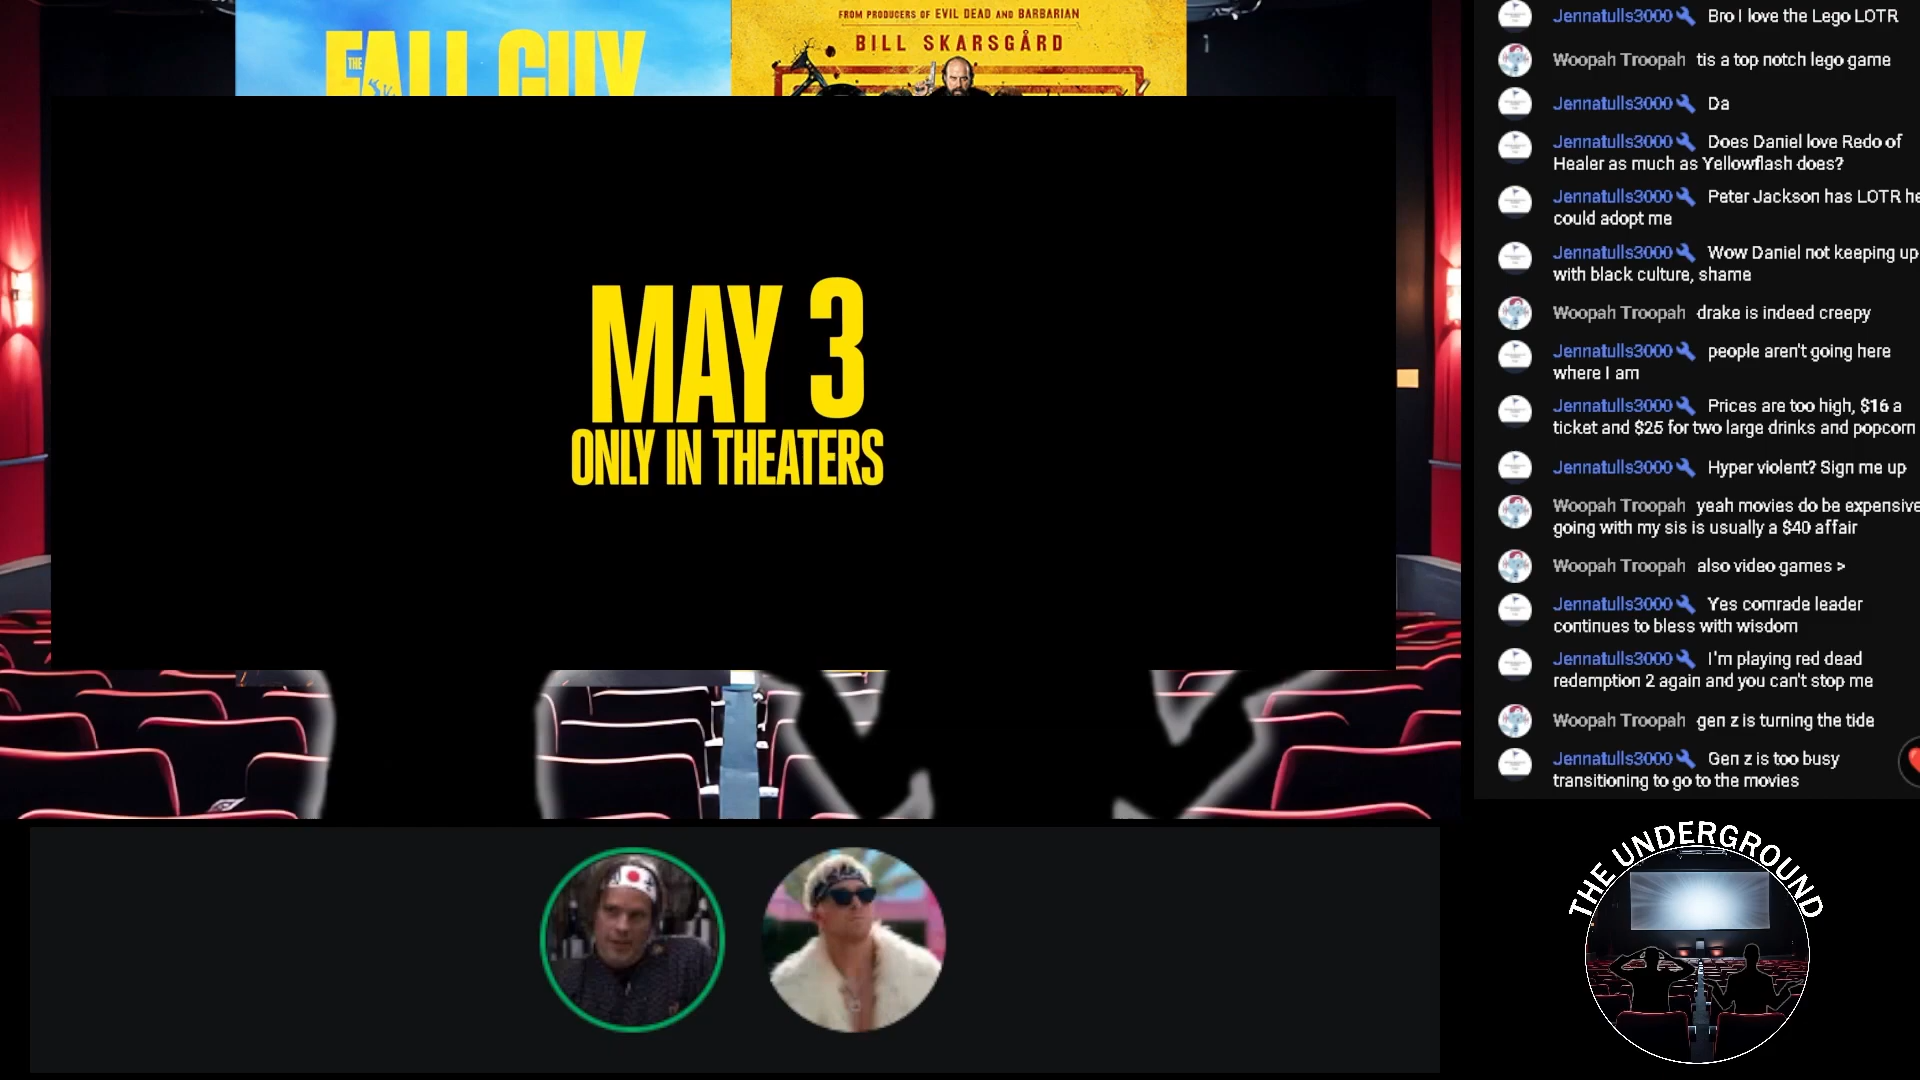 THE
FALL GUY
FROM PRODUCERS OF EVIL DEAD AND BARBARIAN
BILL SKARSGÅRD
MAY 3
ONLY IN THEATERS
Jennatulls3000 Bro I love the Lego LOTR
Woopah Troopah tis a top notch lego game
Jennatulls3000 Da
Jennatulls3000 Does Daniel love Redo of
Healer as much as Yellowflash does?
Jennatulls3000 Peter Jackson has LOTR he
could adopt me
Jennatulls3000 Wow Daniel not keeping up
with black culture, shame
Woopah Troopah drake is indeed creepy
Jennatulls3000 people aren't going here
where I am
Jennatulls3000 Prices are too high, $16 a
ticket and $25 for two large drinks and popcorn
Jennatulls3000 Hyper violent? Sign me up
Woopah Troopah yeah movies do be expensive
going with my sis is usually a $40 affair
Woopah Troopah also video games >
Jennatulls3000 Yes comrade leader
continues to bless with wisdom
Jennatulls3000 I'm playing red dead
redemption 2 again and you can't stop me
Woopah Troopah gen z is turning the tide
Jennatulls3000 Gen z is too busy
transitioning to go to the movies
THE UNDERGROUND